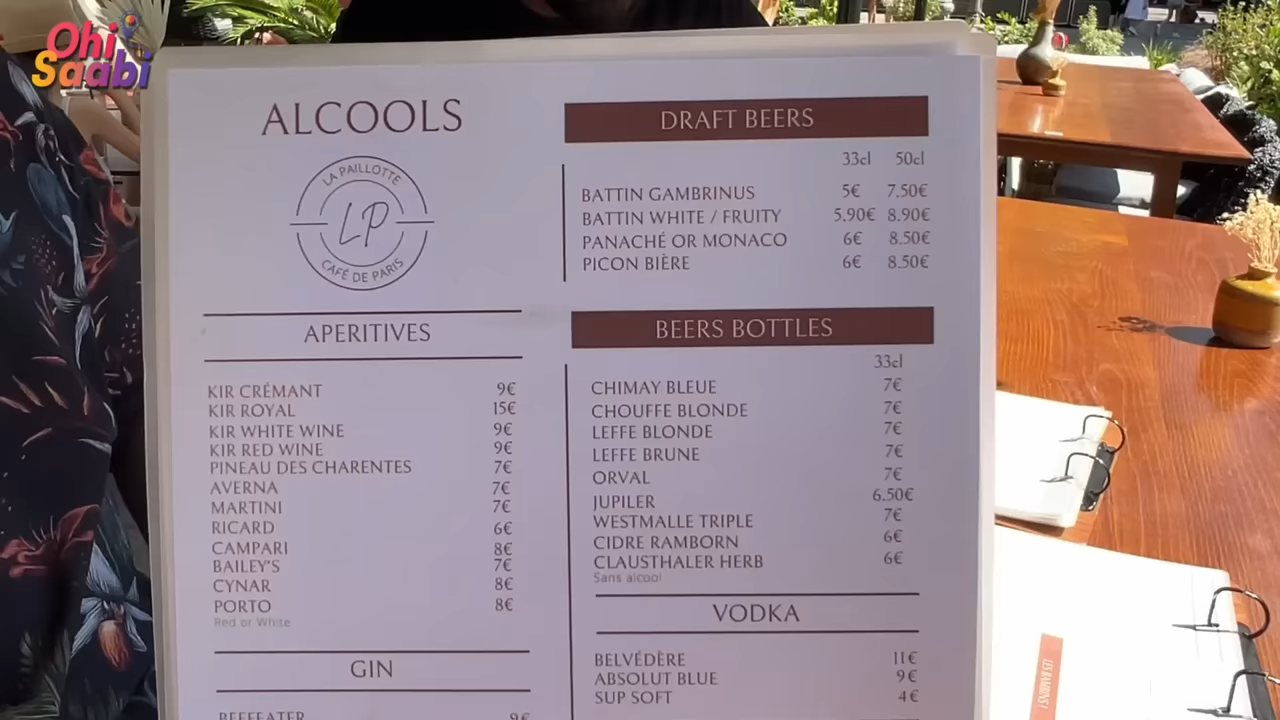 Ohi
Saabi
ALCOOLS
LA PAILLOTTE
LP
CAFÉ DE PARIS
APERITIVES
KIR CRÉMANT 9€
KIR ROYAL 15€
KIR WHITE WINE 9€
KIR RED WINE 9€
PINEAU DES CHARENTES 7€
AVERNA 7€
MARTINI 7€
RICARD 6€
CAMPARI 8€
BAILEY'S 7€
CYNAR 8€
PORTO 8€
Red or White
GIN
BEEFEATER 9€
DRAFT BEERS
33cl 50cl
BATTIN GAMBRINUS 5€ 7.50€
BATTIN WHITE / FRUITY 5.90€ 8.90€
PANACHÉ OR MONACO 6€ 8.50€
PICON BIÈRE 6€ 8.50€
BEERS BOTTLES
33cl
CHIMAY BLEUE 7€
CHOUFFE BLONDE 7€
LEFFE BLONDE 7€
LEFFE BRUNE 7€
ORVAL 7€
JUPILER 6.50€
WESTMALLE TRIPLE 7€
CIDRE RAMBORN 6€
CLAUSTHALER HERB 6€
Sans alcool
VODKA
BELVÉDÈRE 11€
ABSOLUT BLUE 9€
SUP SOFT 4€